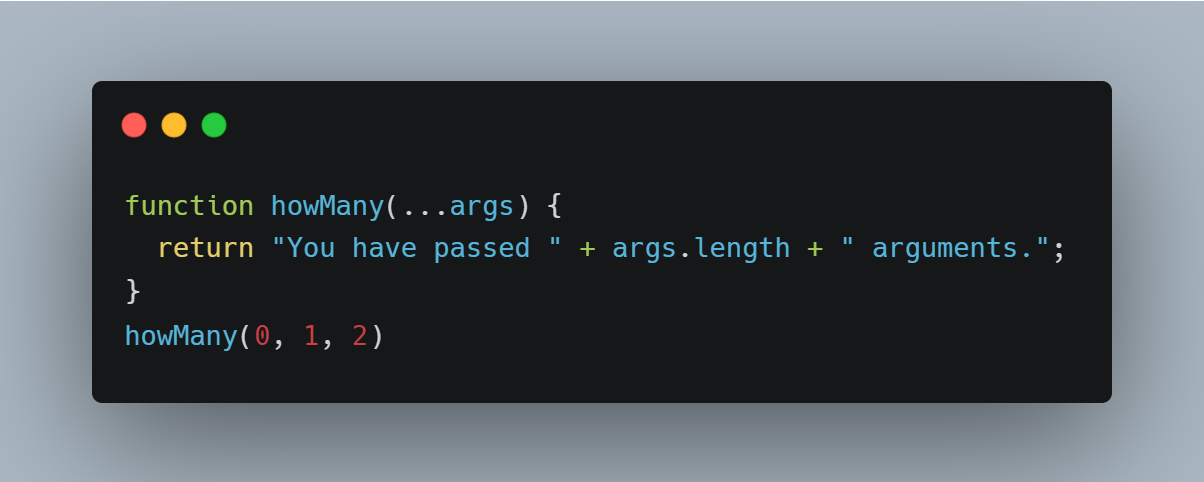 function howMany(...args) {
  return "You have passed " + args.length + " arguments.";
}
howMany(0, 1, 2)